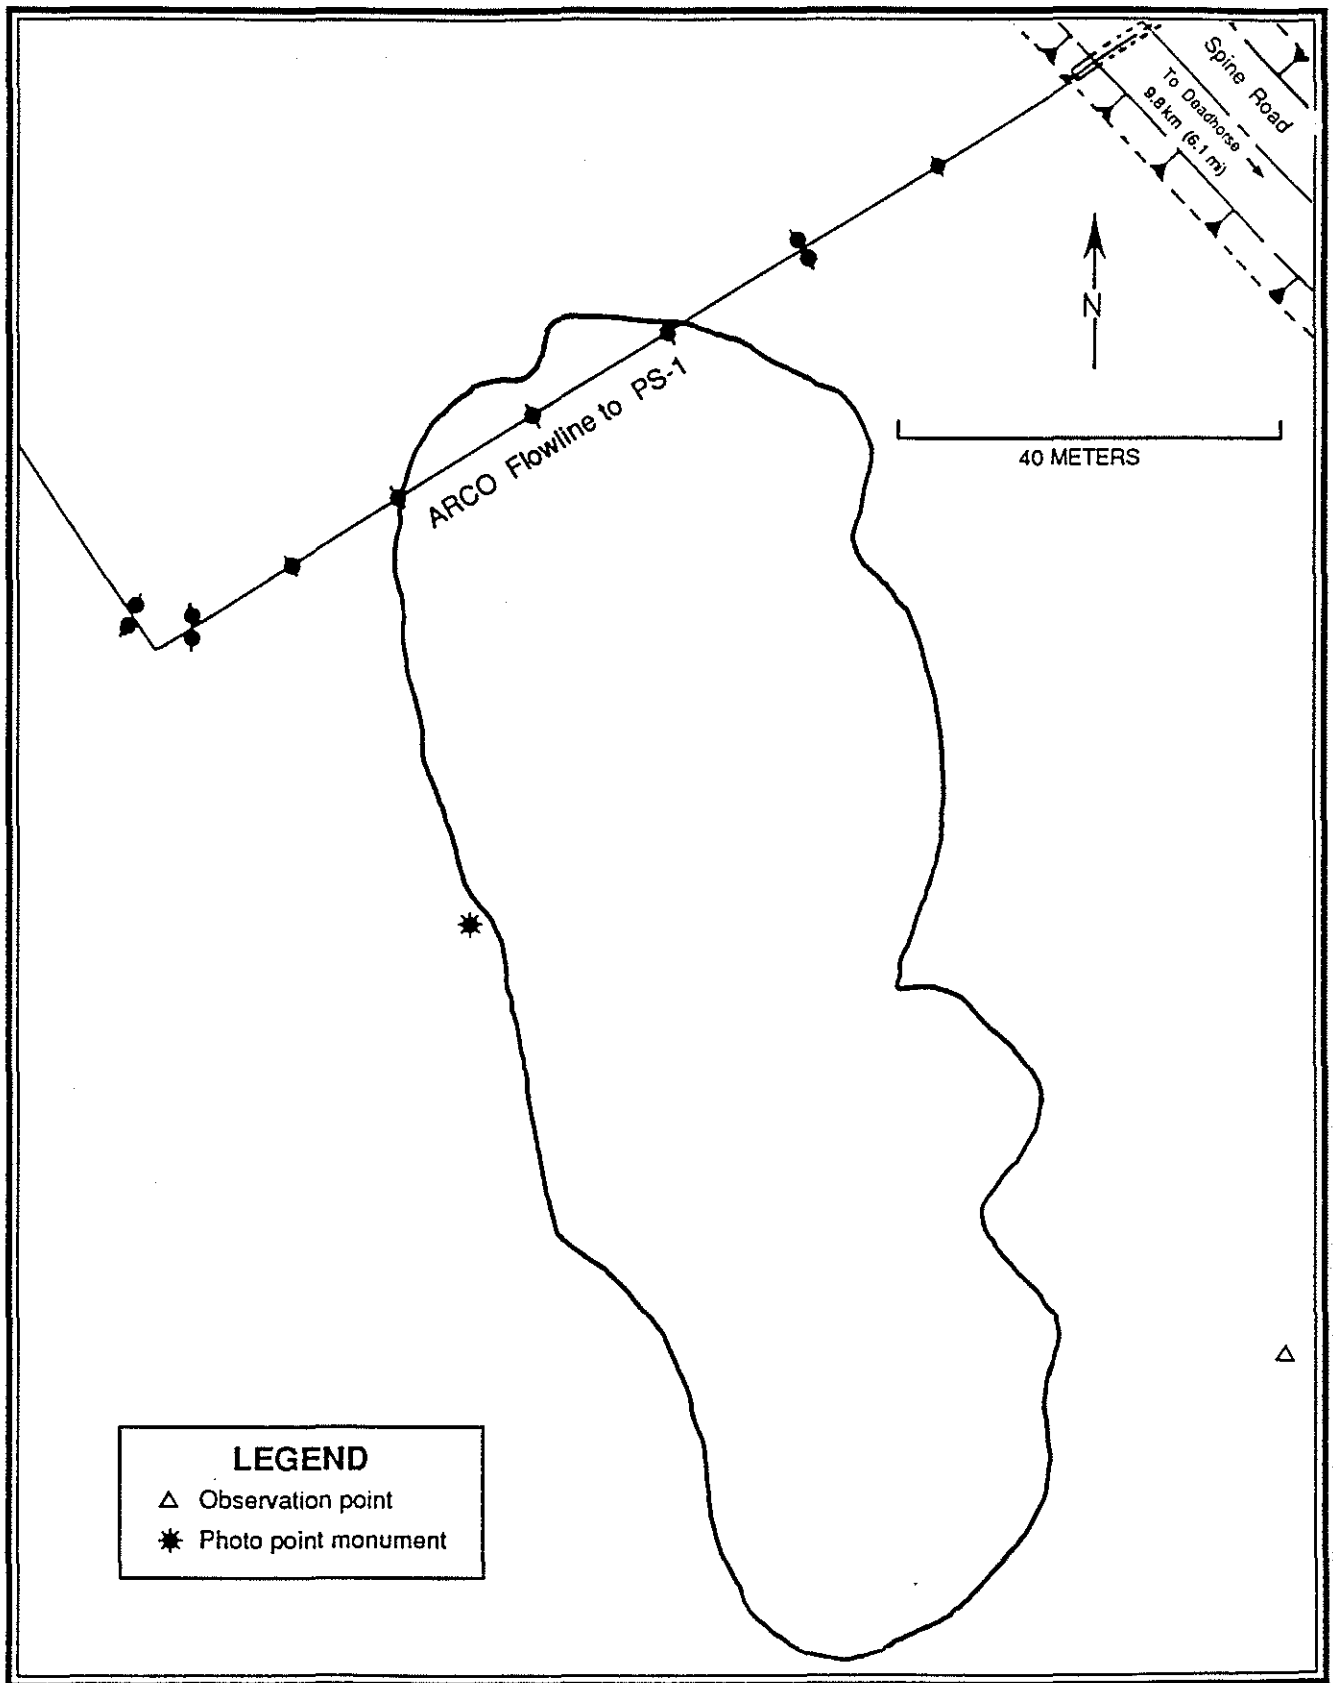 Spine Road
To Deadhorse
9.8 km (6.1 mi)
N
40 METERS
ARCO Flowline to PS-1
LEGEND
Observation point
Photo point monument